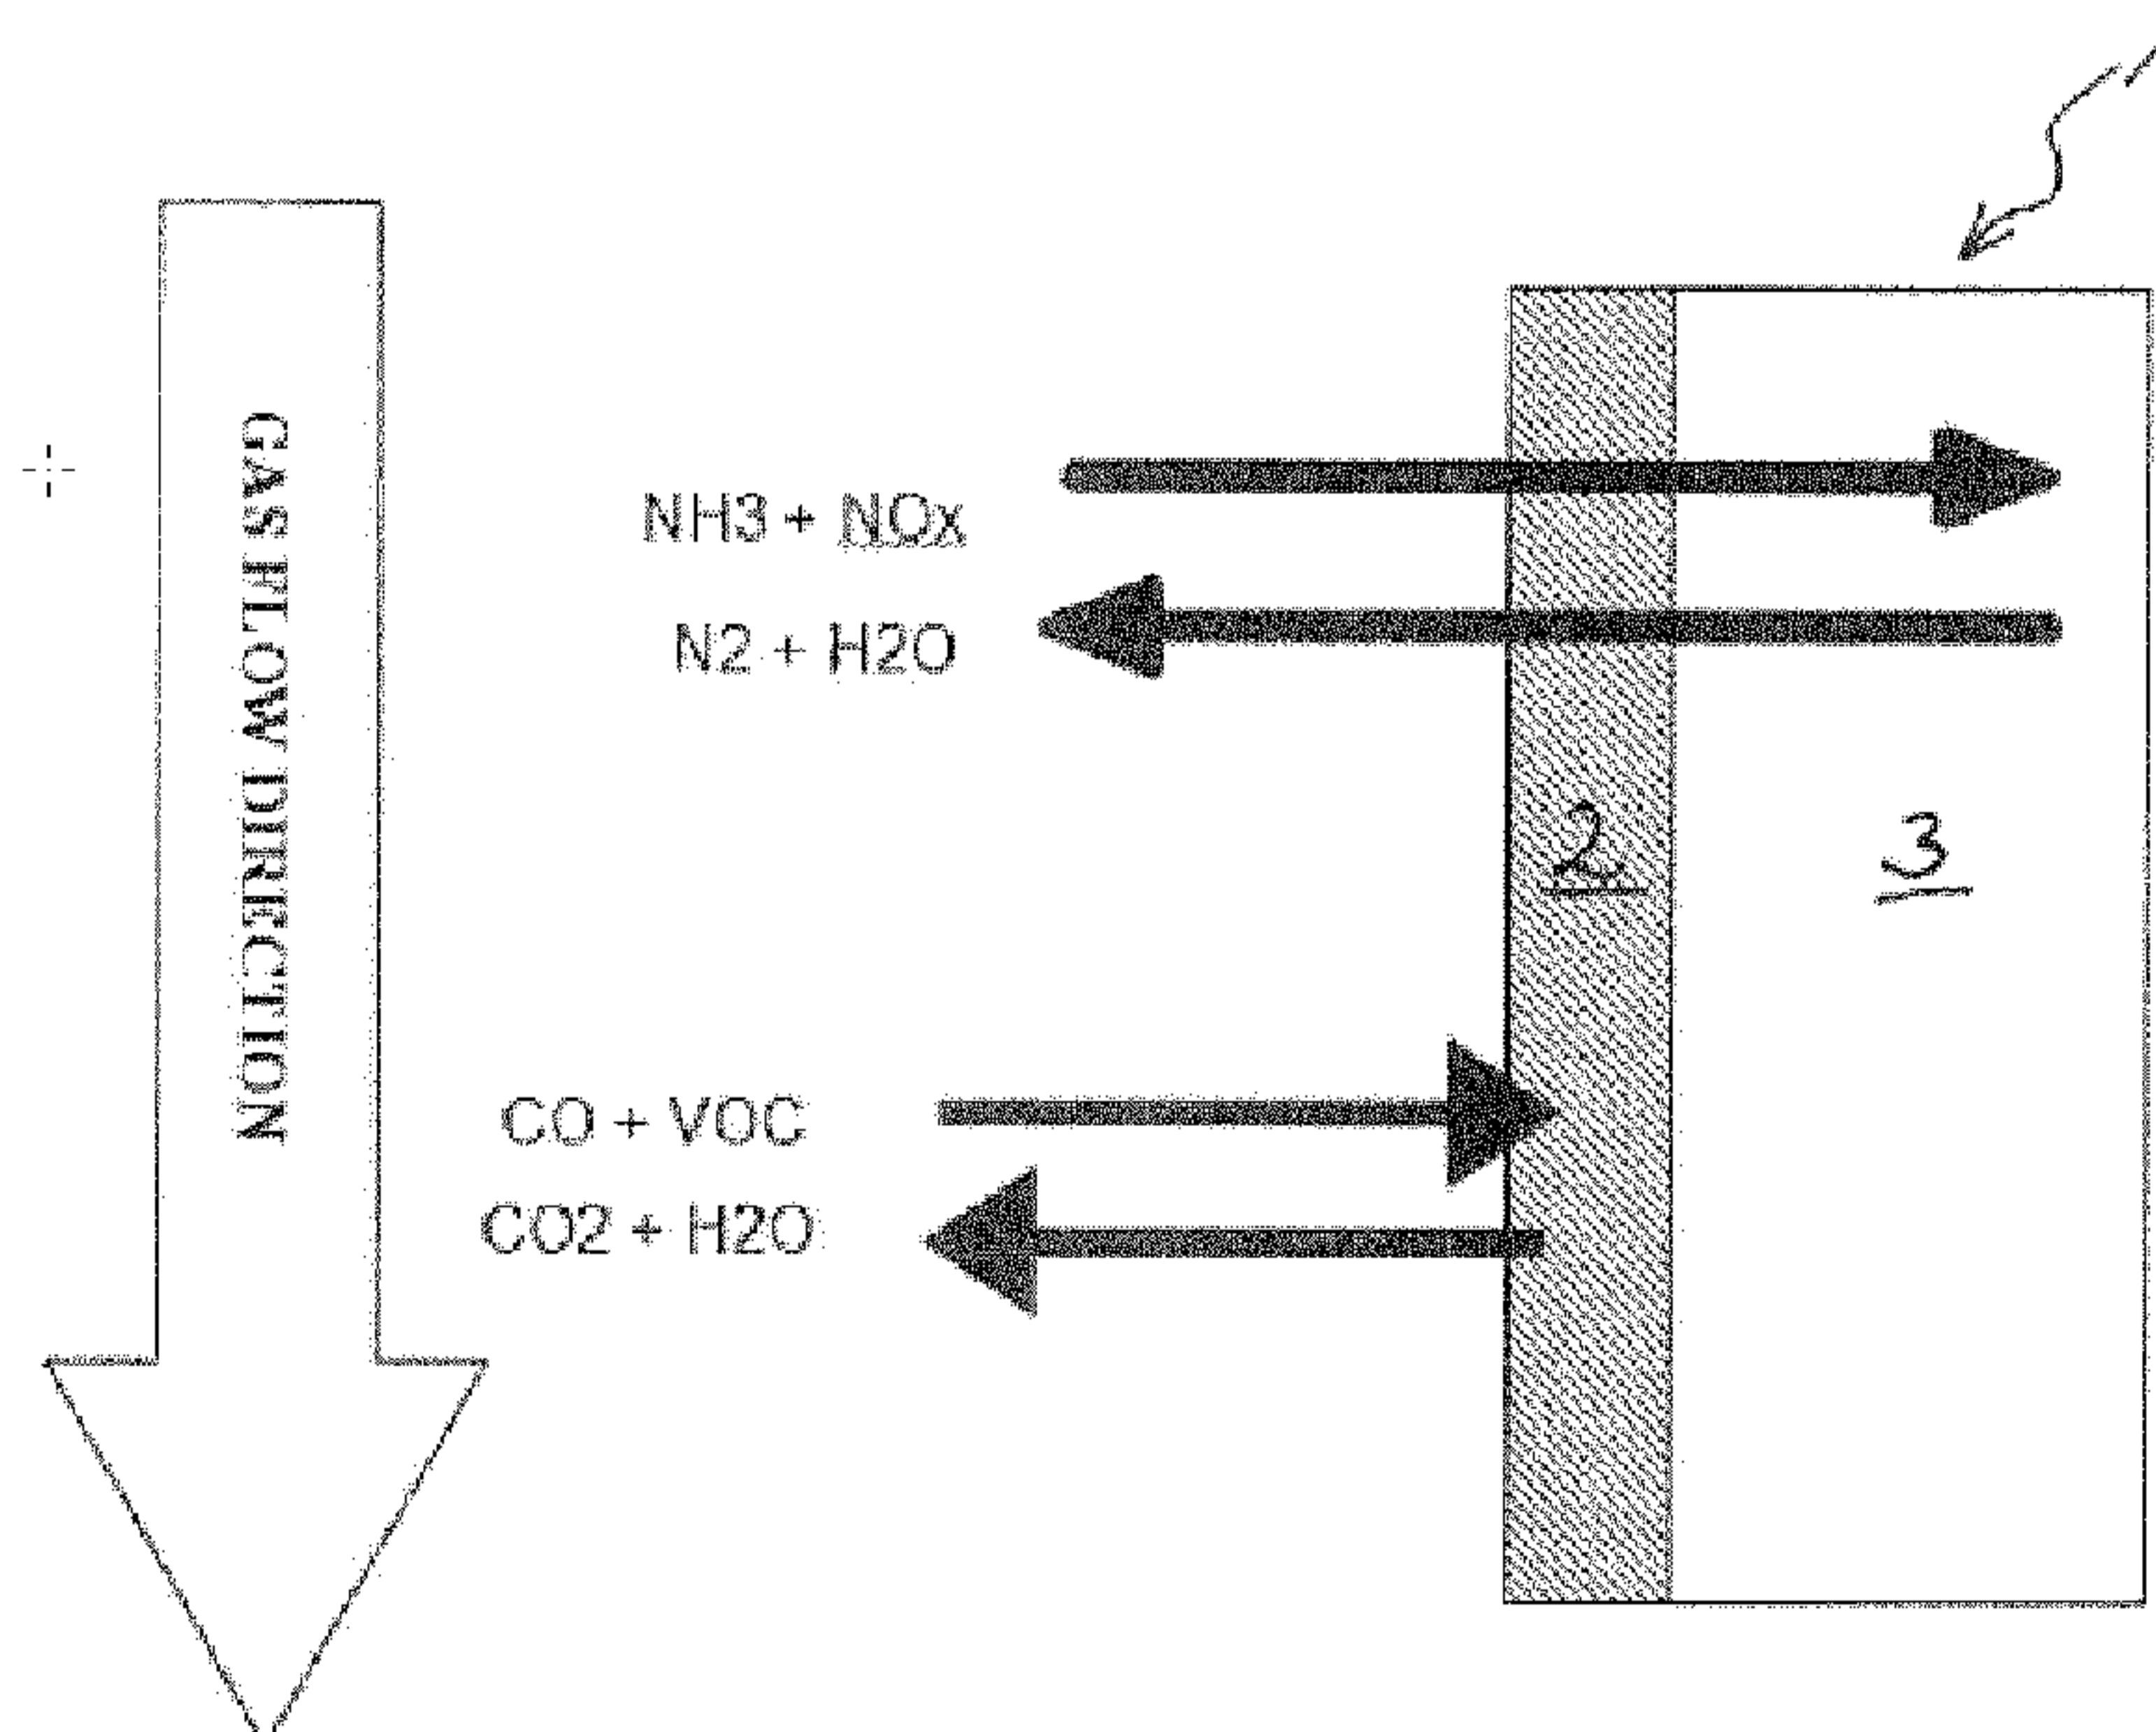 GAS FLOW DIRECTION
NH3 + NOx
N2 + H2O
2
3
CO + VOC
CO2 + H2O